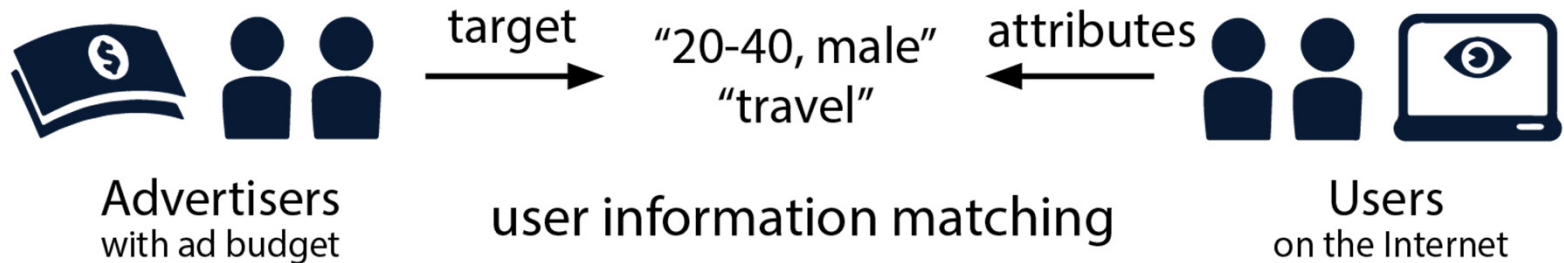 target
“20-40, male”
“travel”
attributes
Advertisers
with ad budget
user information matching
Users
on the Internet